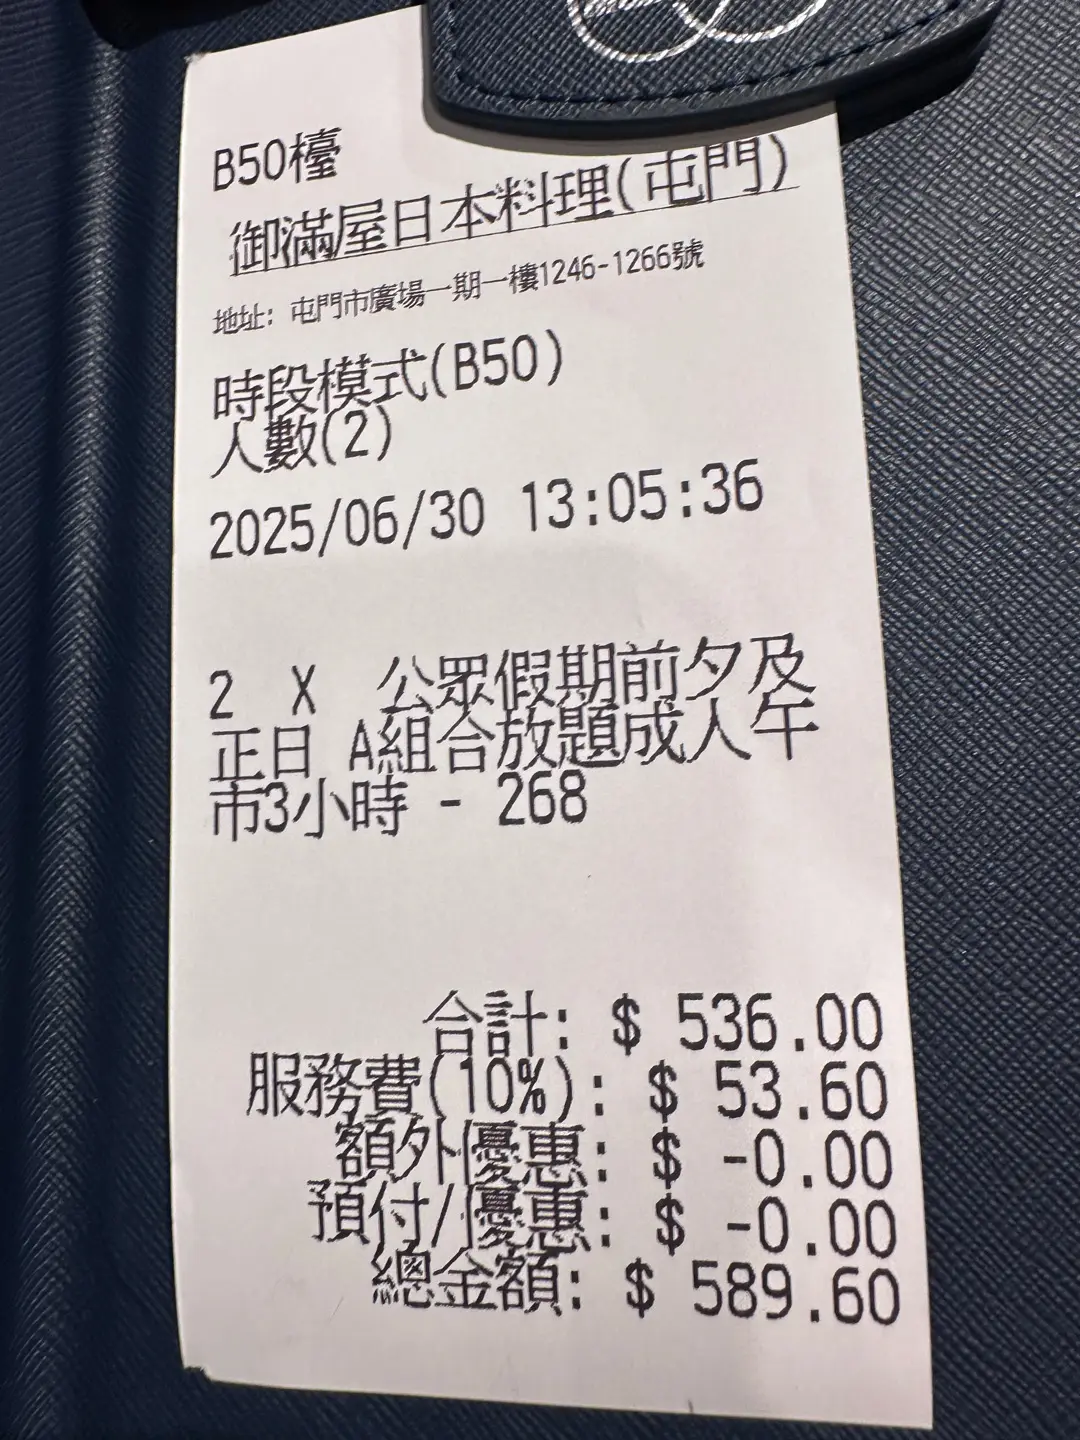 B50檯
御滿屋日本料理(屯門)
地址: 屯門市廣場一期一樓1246-1266號
時段模式(B50)
人數(2)
2025/06/30 13:05:36
2 X 公眾假期前夕及
正日 A組合放題成人午
市3小時 - 268
合計: $ 536.00
服務費(10%): $ 53.60
額外優惠: $ -0.00
預付/優惠: $ -0.00
總金額: $ 589.60